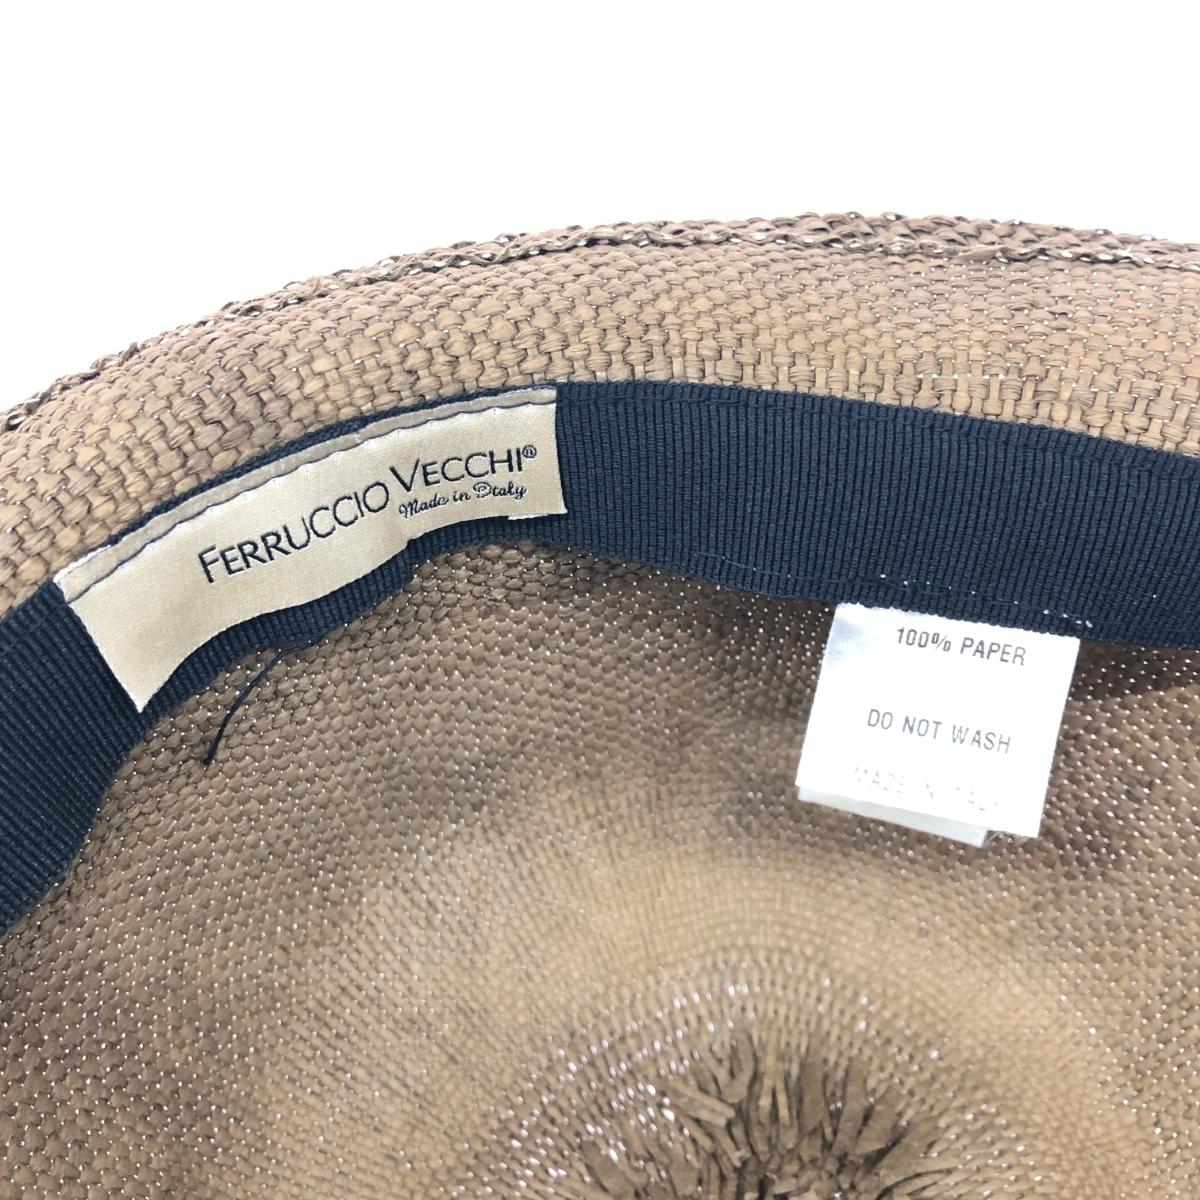 FERRUCCIO VECCHI®
Made in Italy
100% PAPER
DO NOT WASH
MADE IN ITALY